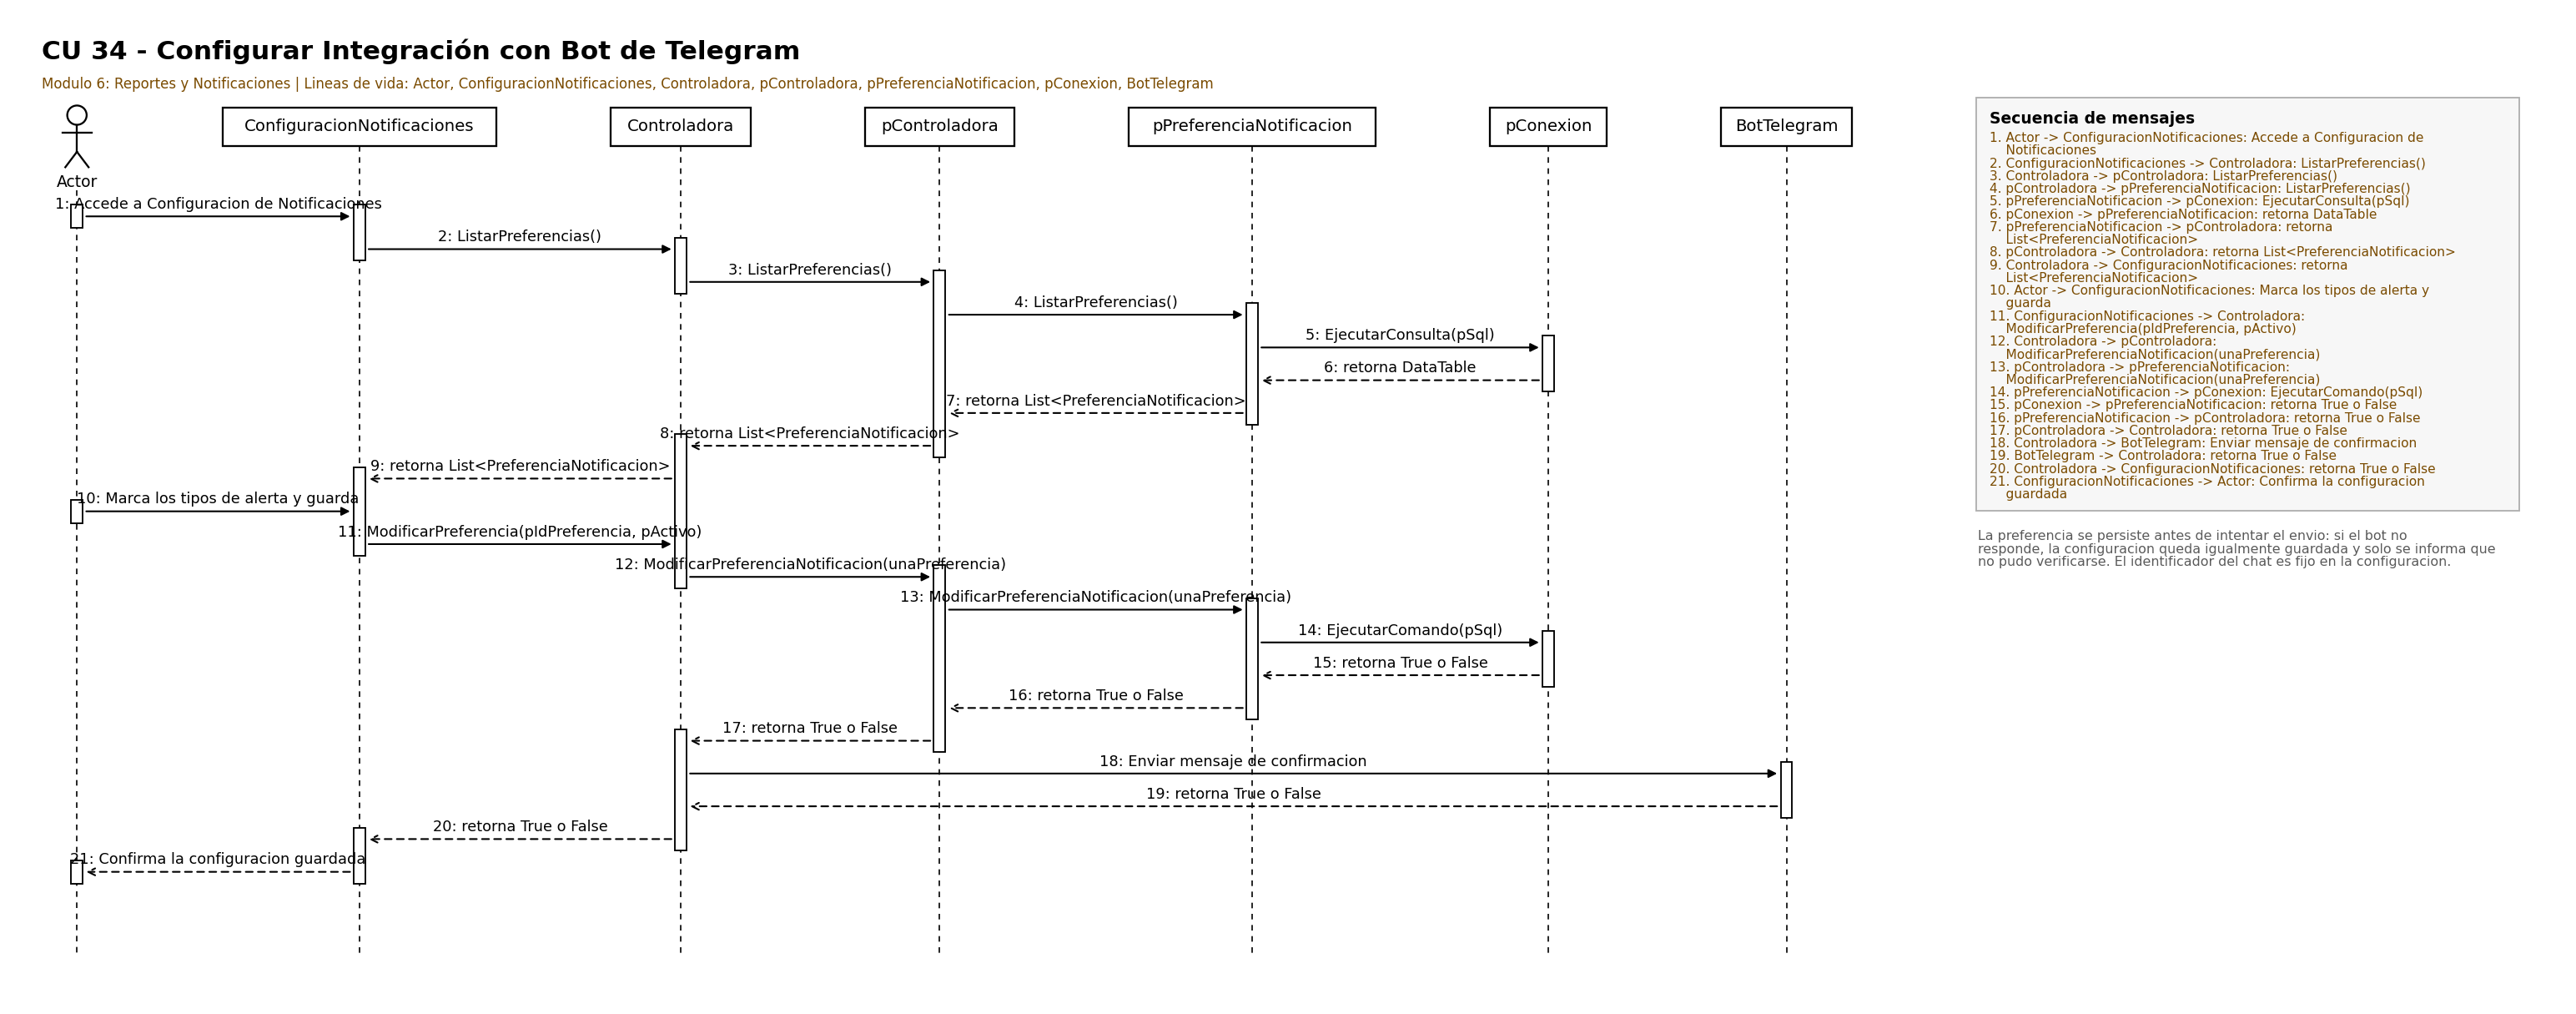 CU 34 - Configurar Integración con Bot de Telegram
Modulo 6: Reportes y Notificaciones | Lineas de vida: Actor, ConfiguracionNotificaciones, Controladora, pControladora, pPreferenciaNotificacion, pConexion, BotTelegram
Actor
ConfiguracionNotificaciones
Controladora
pControladora
pPreferenciaNotificacion
pConexion
BotTelegram
1: Accede a Configuracion de Notificaciones
2: ListarPreferencias()
3: ListarPreferencias()
4: ListarPreferencias()
5: EjecutarConsulta(pSql)
6: retorna DataTable
7: retorna List<PreferenciaNotificacion>
8: retorna List<PreferenciaNotificacion>
9: retorna List<PreferenciaNotificacion>
10: Marca los tipos de alerta y guarda
11: ModificarPreferencia(pIdPreferencia, pActivo)
12: ModificarPreferenciaNotificacion(unaPreferencia)
13: ModificarPreferenciaNotificacion(unaPreferencia)
14: EjecutarComando(pSql)
15: retorna True o False
16: retorna True o False
17: retorna True o False
18: Enviar mensaje de confirmacion
19: retorna True o False
20: retorna True o False
21: Confirma la configuracion guardada
Secuencia de mensajes
1. Actor -> ConfiguracionNotificaciones: Accede a Configuracion de
Notificaciones
2. ConfiguracionNotificaciones -> Controladora: ListarPreferencias()
3. Controladora -> pControladora: ListarPreferencias()
4. pControladora -> pPreferenciaNotificacion: ListarPreferencias()
5. pPreferenciaNotificacion -> pConexion: EjecutarConsulta(pSql)
6. pConexion -> pPreferenciaNotificacion: retorna DataTable
7. pPreferenciaNotificacion -> pControladora: retorna
List<PreferenciaNotificacion>
8. pControladora -> Controladora: retorna List<PreferenciaNotificacion>
9. Controladora -> ConfiguracionNotificaciones: retorna
List<PreferenciaNotificacion>
10. Actor -> ConfiguracionNotificaciones: Marca los tipos de alerta y
guarda
11. ConfiguracionNotificaciones -> Controladora:
ModificarPreferencia(pIdPreferencia, pActivo)
12. Controladora -> pControladora:
ModificarPreferenciaNotificacion(unaPreferencia)
13. pControladora -> pPreferenciaNotificacion:
ModificarPreferenciaNotificacion(unaPreferencia)
14. pPreferenciaNotificacion -> pConexion: EjecutarComando(pSql)
15. pConexion -> pPreferenciaNotificacion: retorna True o False
16. pPreferenciaNotificacion -> pControladora: retorna True o False
17. pControladora -> Controladora: retorna True o False
18. Controladora -> BotTelegram: Enviar mensaje de confirmacion
19. BotTelegram -> Controladora: retorna True o False
20. Controladora -> ConfiguracionNotificaciones: retorna True o False
21. ConfiguracionNotificaciones -> Actor: Confirma la configuracion
guardada
La preferencia se persiste antes de intentar el envio: si el bot no
responde, la configuracion queda igualmente guardada y solo se informa que
no pudo verificarse. El identificador del chat es fijo en la configuracion.